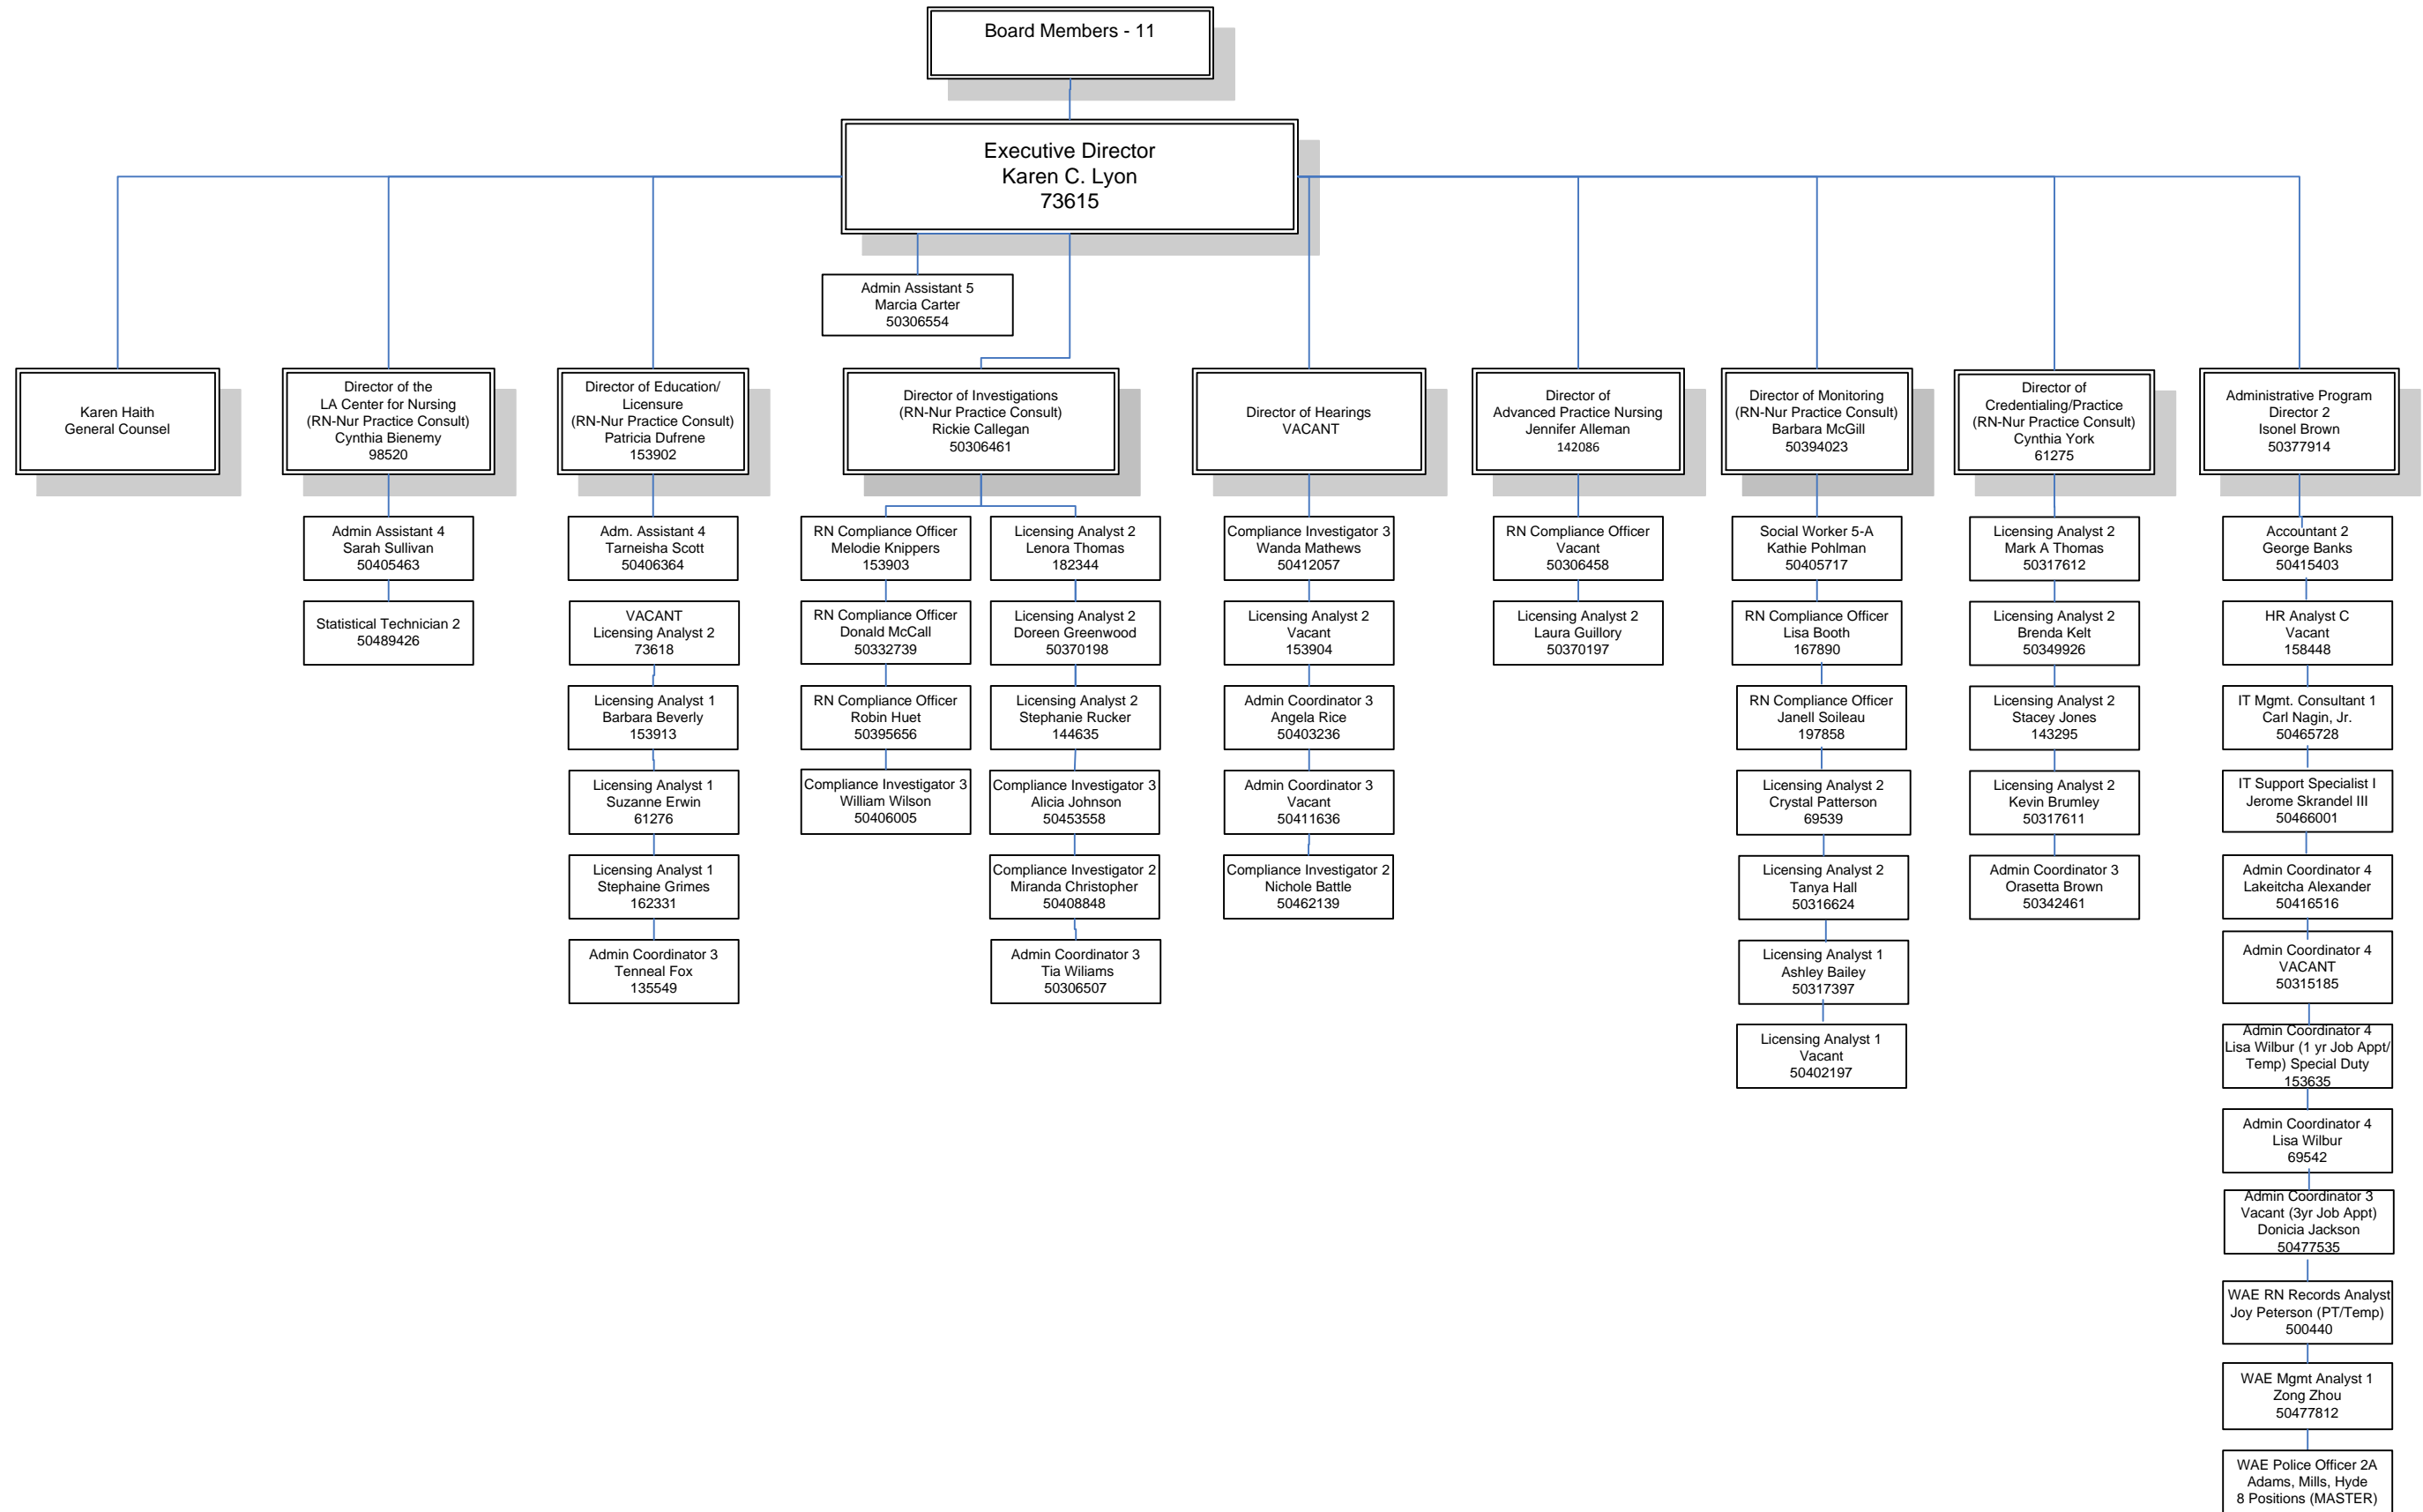 Board Members - 11
Executive Director
Karen C. Lyon
73615
Admin Assistant 5
Marcia Carter
50306554
Karen Haith
General Counsel
Director of the
LA Center for Nursing
(RN-Nur Practice Consult)
Cynthia Bienemy
98520
Admin Assistant 4
Sarah Sullivan
50405463
Statistical Technician 2
50489426
Director of Education/
Licensure
(RN-Nur Practice Consult)
Patricia Dufrene
153902
Adm. Assistant 4
Tarneisha Scott
50406364
VACANT
Licensing Analyst 2
73618
Licensing Analyst 1
Barbara Beverly
153913
Licensing Analyst 1
Suzanne Erwin
61276
Licensing Analyst 1
Stephaine Grimes
162331
Admin Coordinator 3
Tenneal Fox
135549
Director of Investigations
(RN-Nur Practice Consult)
Rickie Callegan
50306461
RN Compliance Officer
Melodie Knippers
153903
RN Compliance Officer
Donald McCall
50332739
RN Compliance Officer
Robin Huet
50395656
Compliance Investigator 3
William Wilson
50406005
Licensing Analyst 2
Lenora Thomas
182344
Licensing Analyst 2
Doreen Greenwood
50370198
Licensing Analyst 2
Stephanie Rucker
144635
Compliance Investigator 3
Alicia Johnson
50453558
Compliance Investigator 2
Miranda Christopher
50408848
Admin Coordinator 3
Tia Wiliams
50306507
Director of Hearings
VACANT
Compliance Investigator 3
Wanda Mathews
50412057
Licensing Analyst 2
Vacant
153904
Admin Coordinator 3
Angela Rice
50403236
Admin Coordinator 3
Vacant
50411636
Compliance Investigator 2
Nichole Battle
50462139
Director of
Advanced Practice Nursing
Jennifer Alleman
142086
RN Compliance Officer
Vacant
50306458
Licensing Analyst 2
Laura Guillory
50370197
Director of Monitoring
(RN-Nur Practice Consult)
Barbara McGill
50394023
Social Worker 5-A
Kathie Pohlman
50405717
RN Compliance Officer
Lisa Booth
167890
RN Compliance Officer
Janell Soileau
197858
Licensing Analyst 2
Crystal Patterson
69539
Licensing Analyst 2
Tanya Hall
50316624
Licensing Analyst 1
Ashley Bailey
50317397
Licensing Analyst 1
Vacant
50402197
Director of
Credentialing/Practice
(RN-Nur Practice Consult)
Cynthia York
61275
Licensing Analyst 2
Mark A Thomas
50317612
Licensing Analyst 2
Brenda Kelt
50349926
Licensing Analyst 2
Stacey Jones
143295
Licensing Analyst 2
Kevin Brumley
50317611
Admin Coordinator 3
Orasetta Brown
50342461
Administrative Program
Director 2
Isonel Brown
50377914
Accountant 2
George Banks
50415403
HR Analyst C
Vacant
158448
IT Mgmt. Consultant 1
Carl Nagin, Jr.
50465728
IT Support Specialist I
Jerome Skrandel III
50466001
Admin Coordinator 4
Lakeitcha Alexander
50416516
Admin Coordinator 4
VACANT
50315185
Admin Coordinator 4
Lisa Wilbur (1 yr Job Appt/
Temp) Special Duty
153635
Admin Coordinator 4
Lisa Wilbur
69542
Admin Coordinator 3
Vacant (3yr Job Appt)
Donicia Jackson
50477535
WAE RN Records Analyst
Joy Peterson (PT/Temp)
500440
WAE Mgmt Analyst 1
Zong Zhou
50477812
WAE Police Officer 2A
Adams, Mills, Hyde
8 Positions (MASTER)